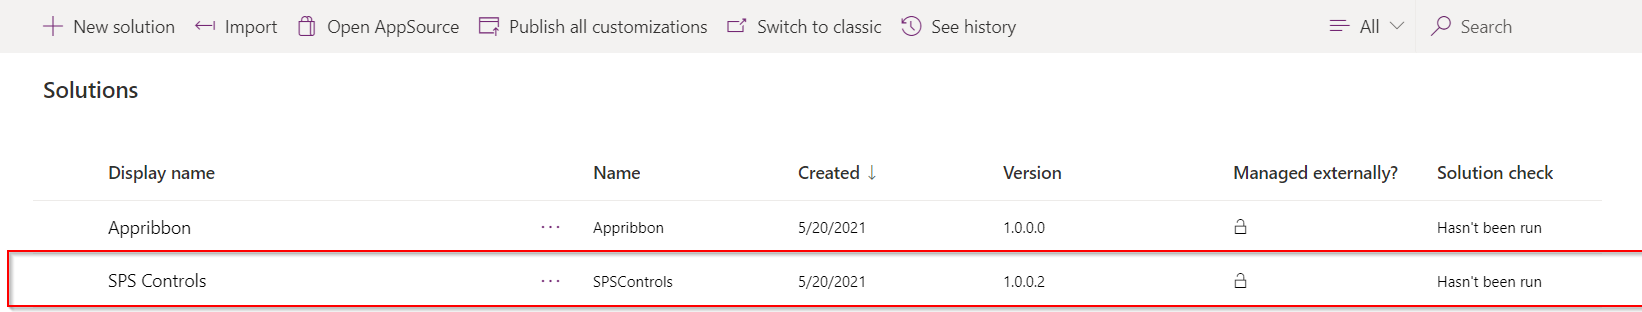 New solution Import Open AppSource Publish all customizations Switch to classic See history All Search
Solutions
Display name Name Created Version Managed externally? Solution check
Appribbon ... Appribbon 5/20/2021 1.0.0.0 Hasn't been run
SPS Controls ... SPSControls 5/20/2021 1.0.0.2 Hasn't been run